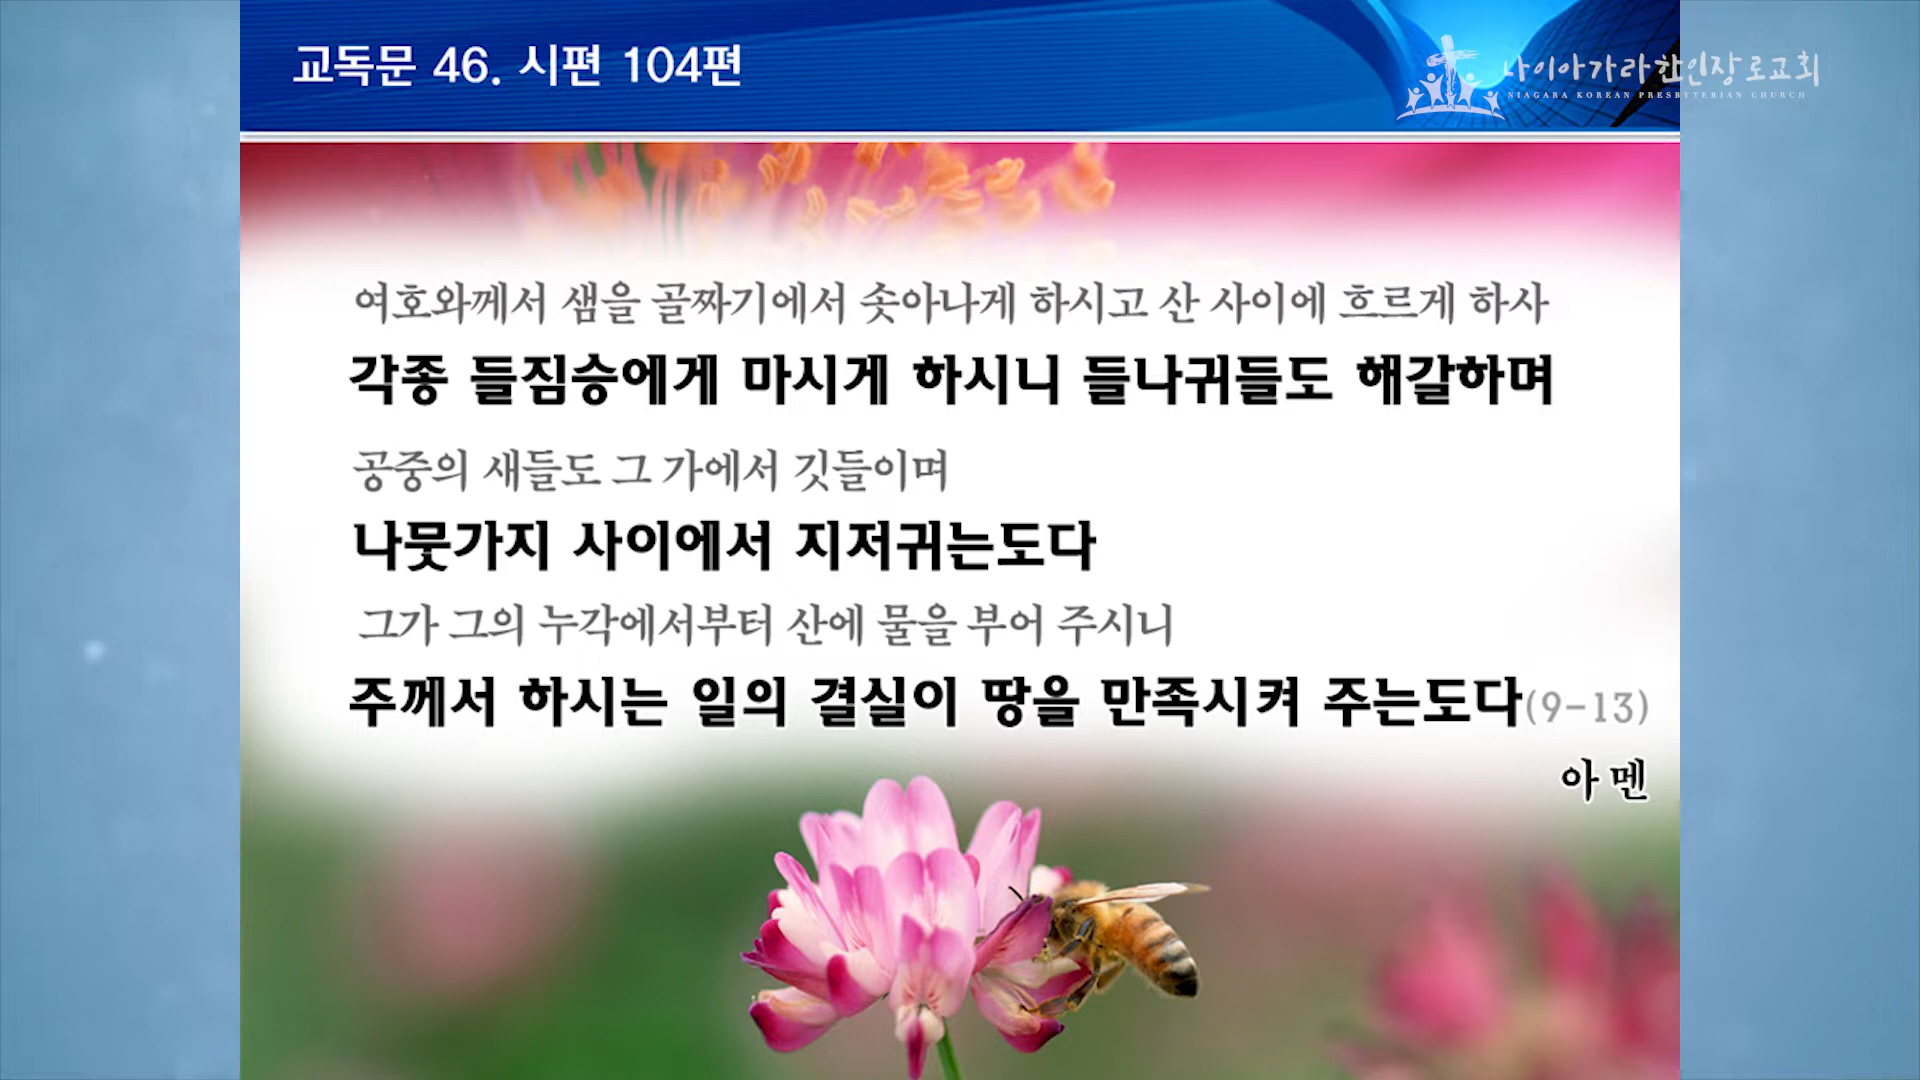 교독문 46. 시편 104편
나이아가라한인장로교회
NIAGARA KOREAN PRESBYTERIAN CHURCH
여호와께서 샘을 골짜기에서 솟아나게 하시고 산 사이에 흐르게 하사
각종 들짐승에게 마시게 하시니 들나귀들도 해갈하며
공중의 새들도 그 가에서 깃들이며
나뭇가지 사이에서 지저귀는도다
그가 그의 누각에서부터 산에 물을 부어 주시니
주께서 하시는 일의 결실이 땅을 만족시켜 주는도다(9-13)
아멘